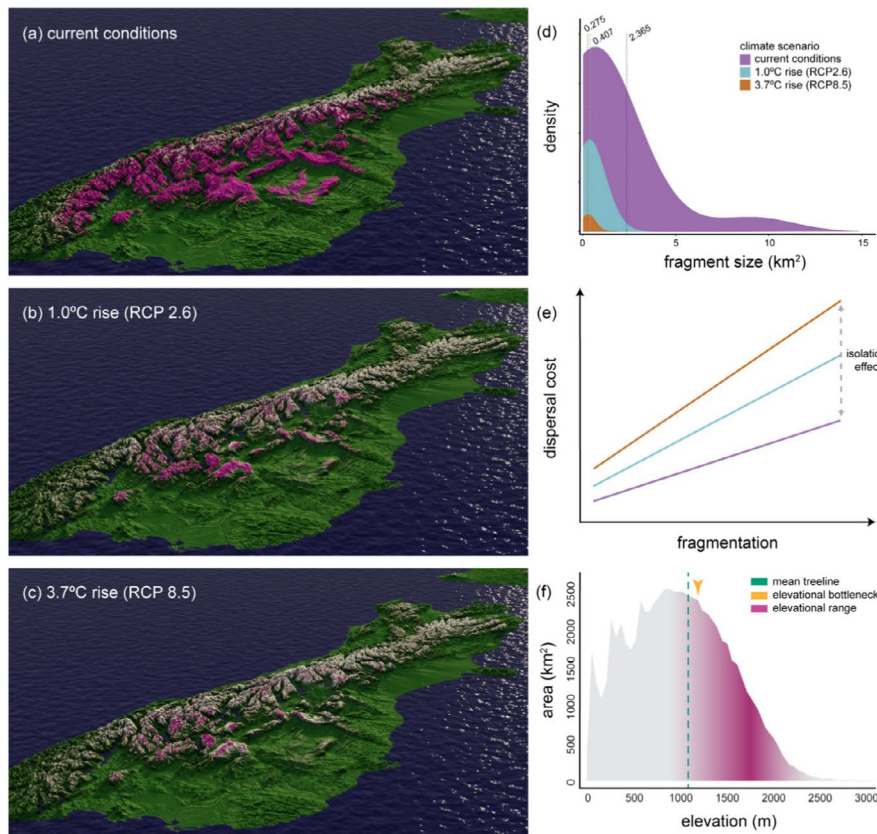 (a) current conditions
(b) 1.0ºC rise (RCP 2.6)
(c) 3.7ºC rise (RCP 8.5)
(d)
0.275
0.407
2.365
climate scenario
current conditions
1.0ºC rise (RCP2.6)
3.7ºC rise (RCP8.5)
density
0
5
10
15
fragment size (km²)
(e)
dispersal cost
fragmentation
(f)
mean treeline
elevational bottleneck
elevational range
area (km²)
2500
2000
1500
1000
500
0
0
500
1000
1500
2000
2500
3000
elevation (m)